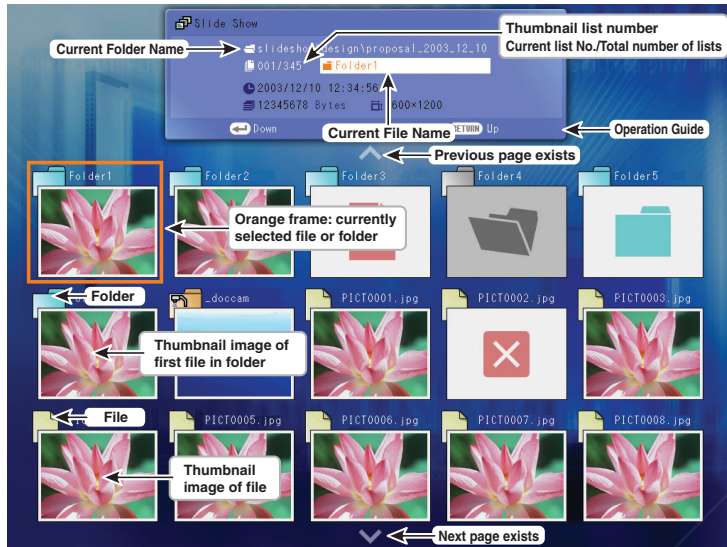 Slide Show
Current Folder Name
slidesho
design\proposal_2003_12_10
Thumbnail list number
Current list No./Total number of lists
001/345
Folder1
2003/12/10 12:34:56
12345678 Bytes
600×1200
Down
Current File Name
RETURN Up
Operation Guide
Previous page exists
Folder1
Folder2
Folder3
Folder4
Folder5
Orange frame: currently
selected file or folder
Folder
_doccam
PICT0001.jpg
PICT0002.jpg
PICT0003.jpg
Thumbnail image of
first file in folder
File
PICT0005.jpg
PICT0006.jpg
PICT0007.jpg
PICT0008.jpg
Thumbnail
image of file
Next page exists